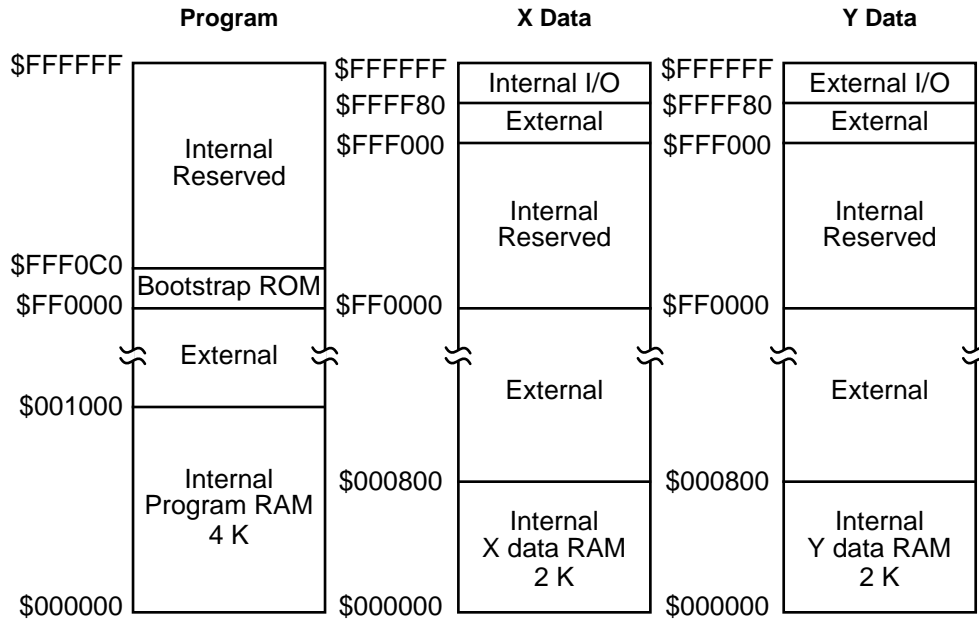 Program
$FFFFFF
Internal
Reserved
$FFF0C0
Bootstrap ROM
$FF0000
External
$001000
Internal
Program RAM
4 K
$000000
X Data
$FFFFFF
Internal I/O
$FFFF80
External
$FFF000
Internal
Reserved
$FF0000
External
$000800
Internal
X data RAM
2 K
$000000
Y Data
$FFFFFF
External I/O
$FFFF80
External
$FFF000
Internal
Reserved
$FF0000
External
$000800
Internal
Y data RAM
2 K
$000000